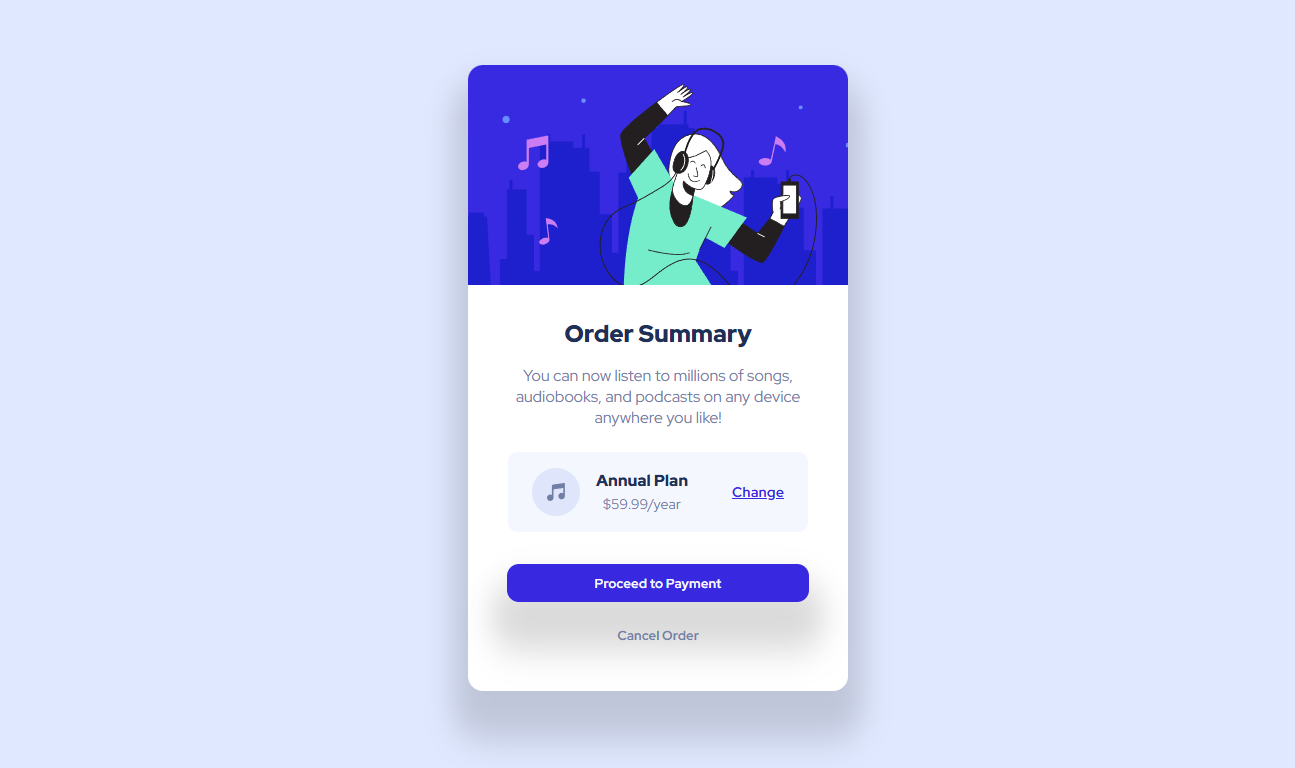 Order Summary
You can now listen to millions of songs,
audiobooks, and podcasts on any device
anywhere you like!
Annual Plan
$59.99/year
Change
Proceed to Payment
Cancel Order